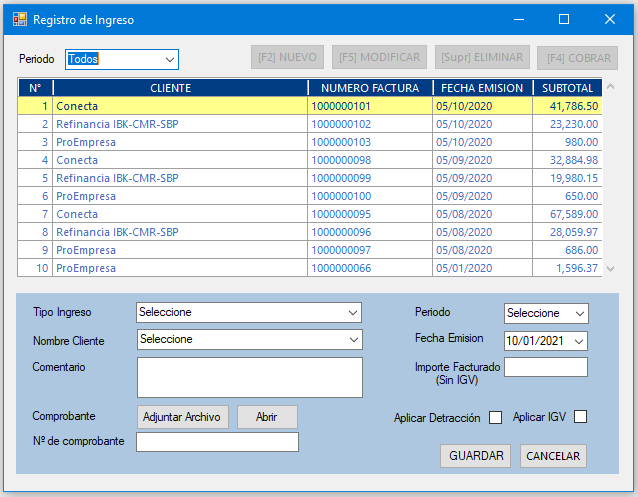 Registro de Ingreso
Periodo Todos [F2] NUEVO [F5] MODIFICAR [Supr] ELIMINAR [F4] COBRAR
N° CLIENTE NUMERO FACTURA FECHA EMISION SUBTOTAL
1 Conecta 1000000101 05/10/2020 41,786.50
2 Refinancia IBK-CMR-SBP 1000000102 05/10/2020 23,230.00
3 ProEmpresa 1000000103 05/10/2020 980.00
4 Conecta 1000000098 05/09/2020 32,884.98
5 Refinancia IBK-CMR-SBP 1000000099 05/09/2020 19,980.15
6 ProEmpresa 1000000100 05/09/2020 650.00
7 Conecta 1000000095 05/08/2020 67,589.00
8 Refinancia IBK-CMR-SBP 1000000096 05/08/2020 28,059.97
9 ProEmpresa 1000000097 05/08/2020 686.00
10 ProEmpresa 1000000066 05/01/2020 1,596.37
Tipo Ingreso Seleccione Periodo Seleccione
Nombre Cliente Seleccione Fecha Emision 10/01/2021
Comentario Importe Facturado
(Sin IGV)
Comprobante Adjuntar Archivo Abrir Aplicar Detracción Aplicar IGV
Nº de comprobante
GUARDAR CANCELAR